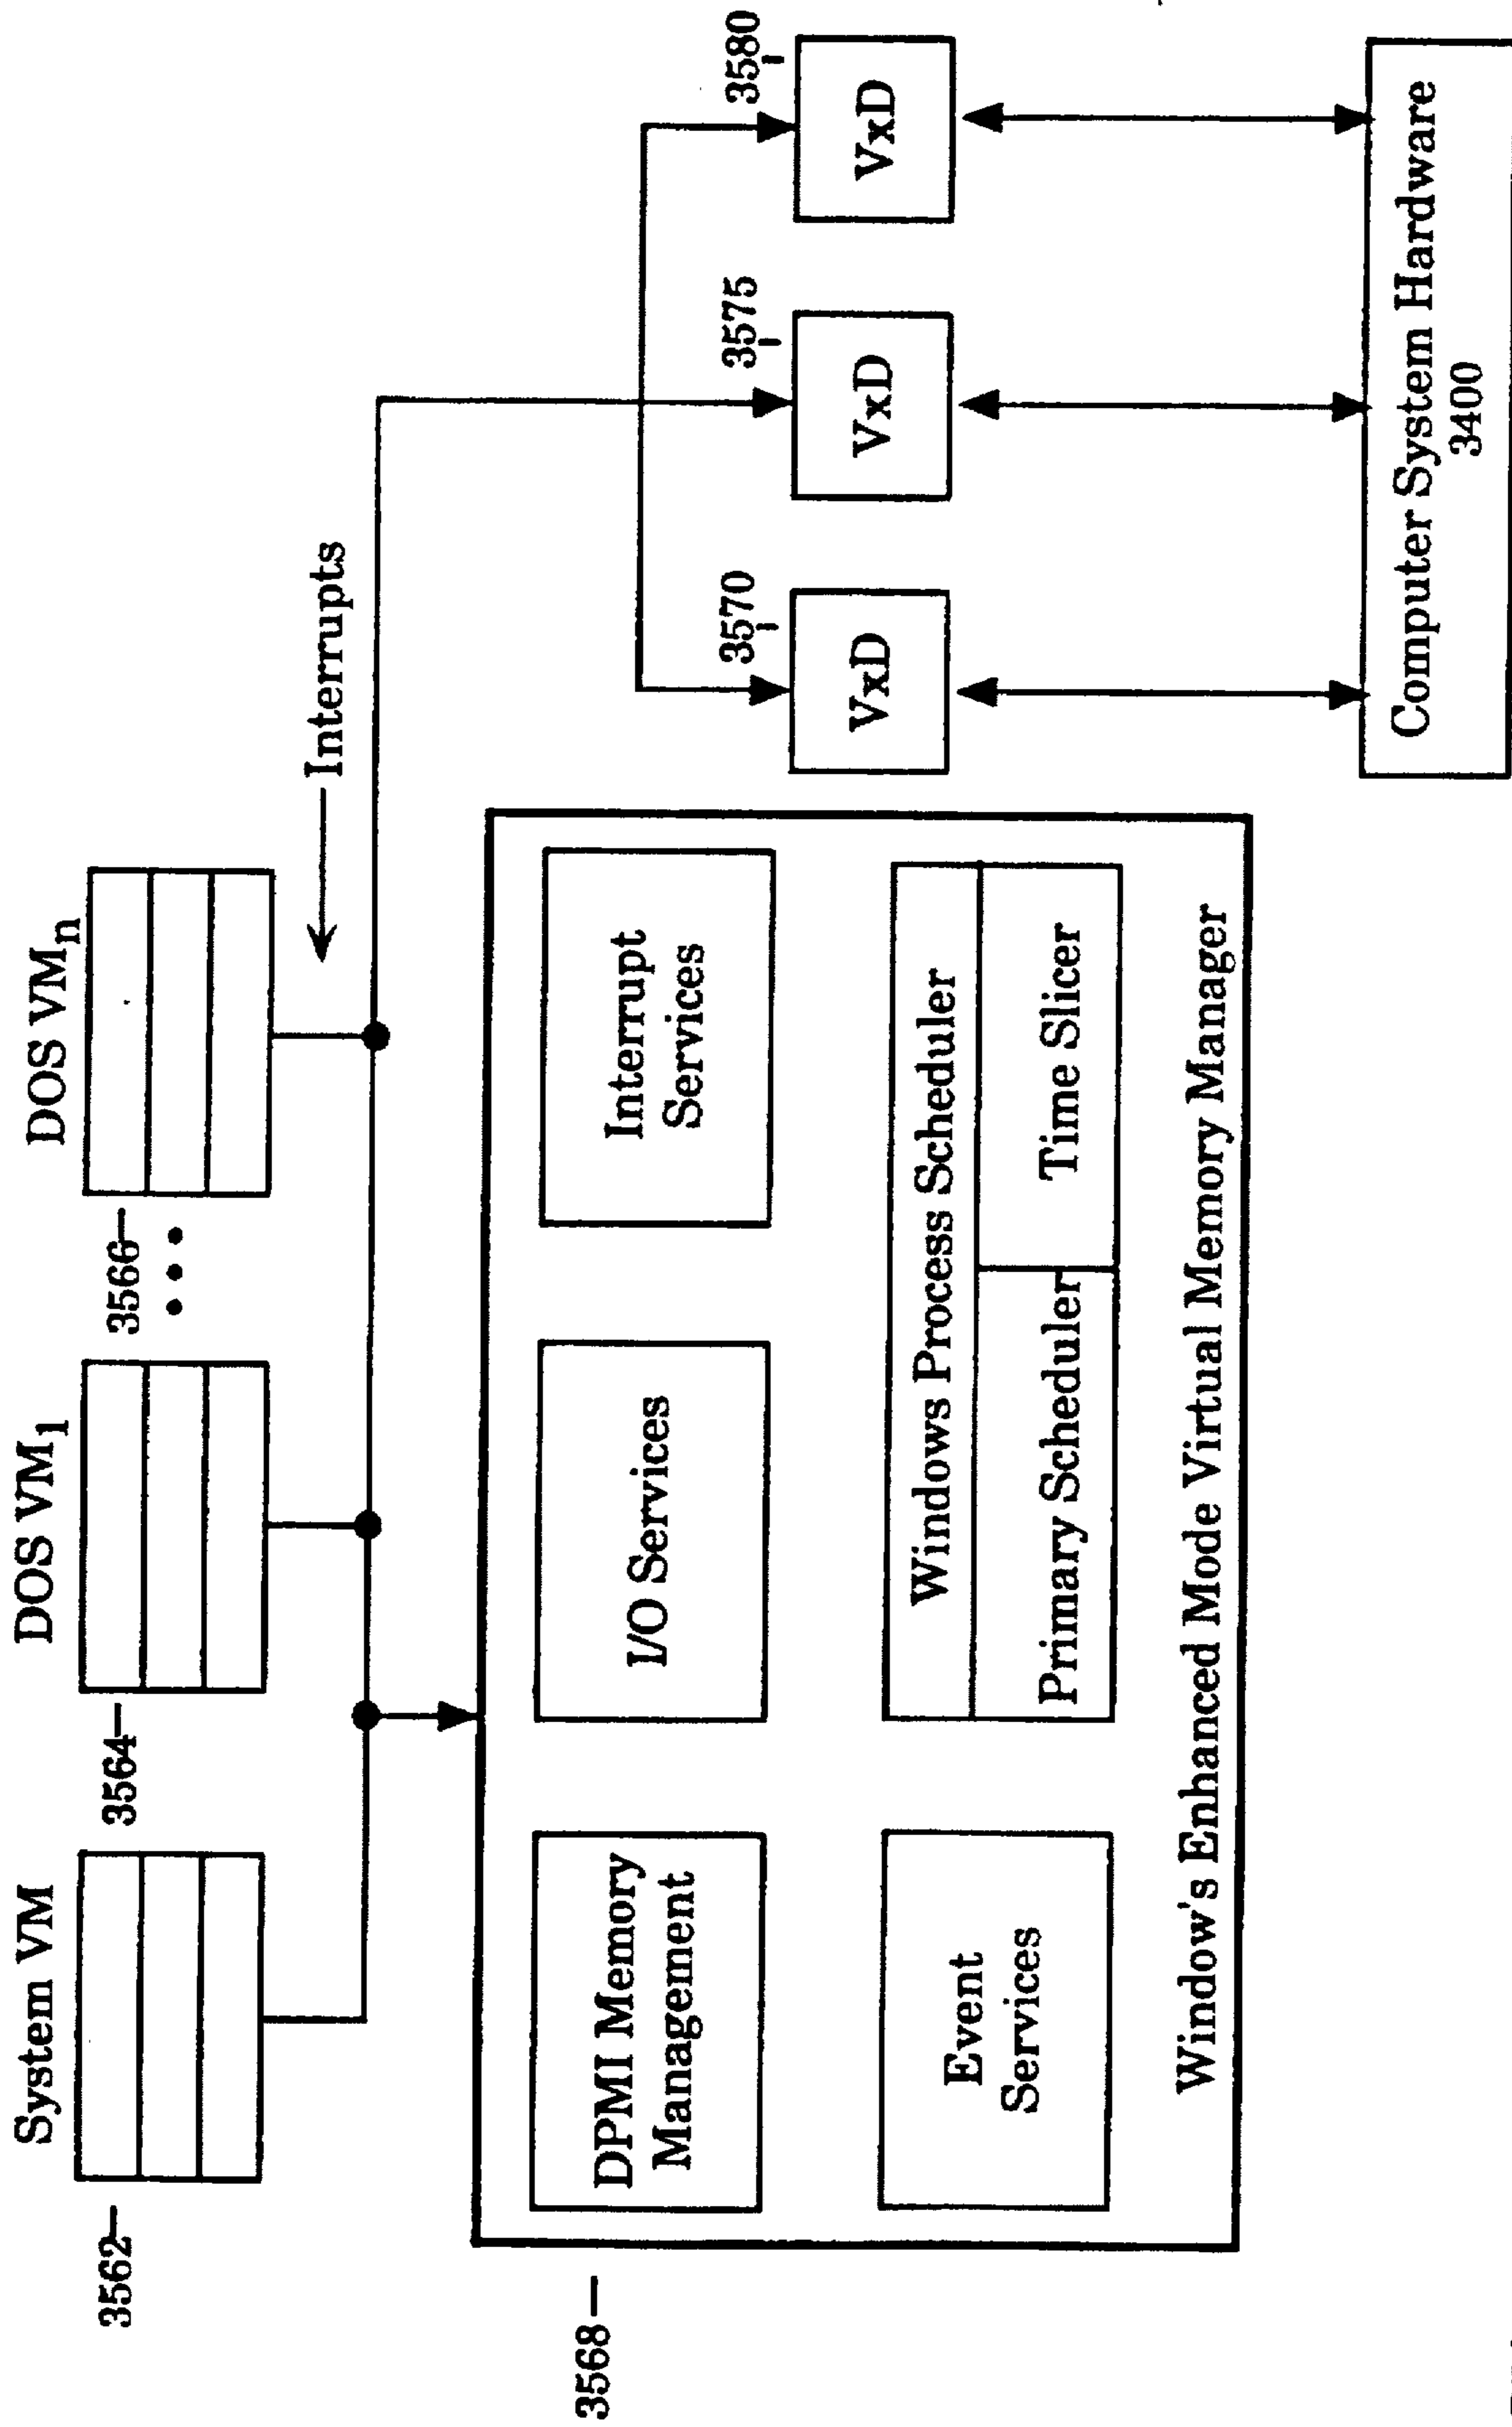 System VM
DOS VM1
DOS VMn
3562
3564
3566
Interrupts
3568
DPMI Memory
Management
I/O Services
Interrupt
Services
Event
Services
Windows Process Scheduler
Primary Scheduler
Time Slicer
Window's Enhanced Mode Virtual Memory Manager
3570
3575
3580
VxD
VxD
VxD
Computer System Hardware
3400